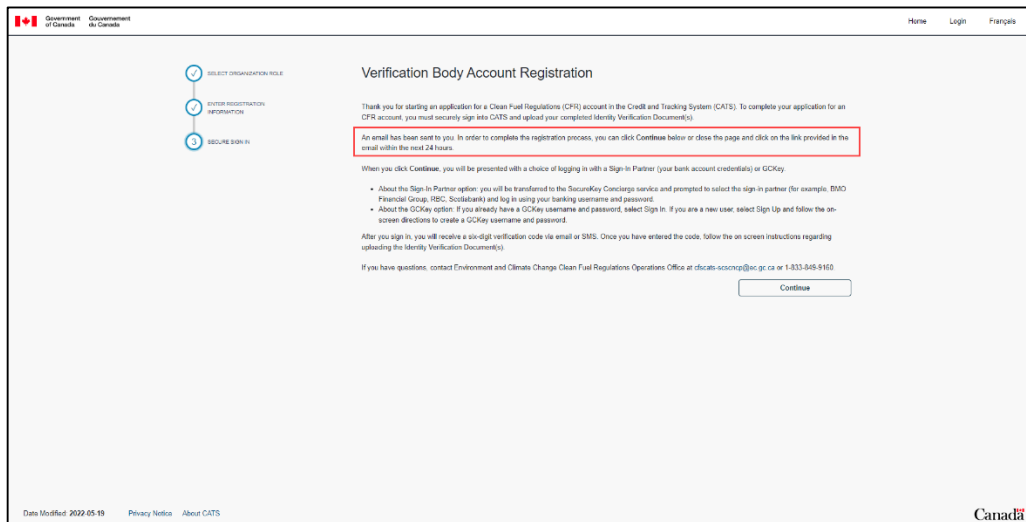 Government of Canada
Gouvernement du Canada
Home
Login
Français
SELECT ORGANIZATION ROLE
ENTER REGISTRATION INFORMATION
3
SECURE SIGN IN
Verification Body Account Registration
Thank you for starting an application for a Clean Fuel Regulations (CFR) account in the Credit and Tracking System (CATS). To complete your application for an
CFR account, you must securely sign into CATS and upload your completed Identity Verification Document(s).
An email has been sent to you. In order to complete the registration process, you can click Continue below or close the page and click on the link provided in the
email within the next 24 hours.
When you click Continue, you will be presented with a choice of logging in with a Sign-In Partner (your bank account credentials) or GCKey.
• About the Sign-In Partner option: you will be transferred to the SecureKey Concierge service and prompted to select the sign-in partner (for example, BMO
Financial Group, RBC, Scotiabank) and log in using your banking username and password.
• About the GCKey option: If you already have a GCKey username and password, select Sign In. If you are a new user, select Sign Up and follow the on-
screen directions to create a GCKey username and password.
After you sign in, you will receive a six-digit verification code via email or SMS. Once you have entered the code, follow the on screen instructions regarding
uploading the Identity Verification Document(s).
If you have questions, contact Environment and Climate Change Clean Fuel Regulations Operations Office at cfscats-scscncp@ec.gc.ca or 1-833-849-9160.
Continue
Date Modified: 2022-05-19
Privacy Notice
About CATS
Canada